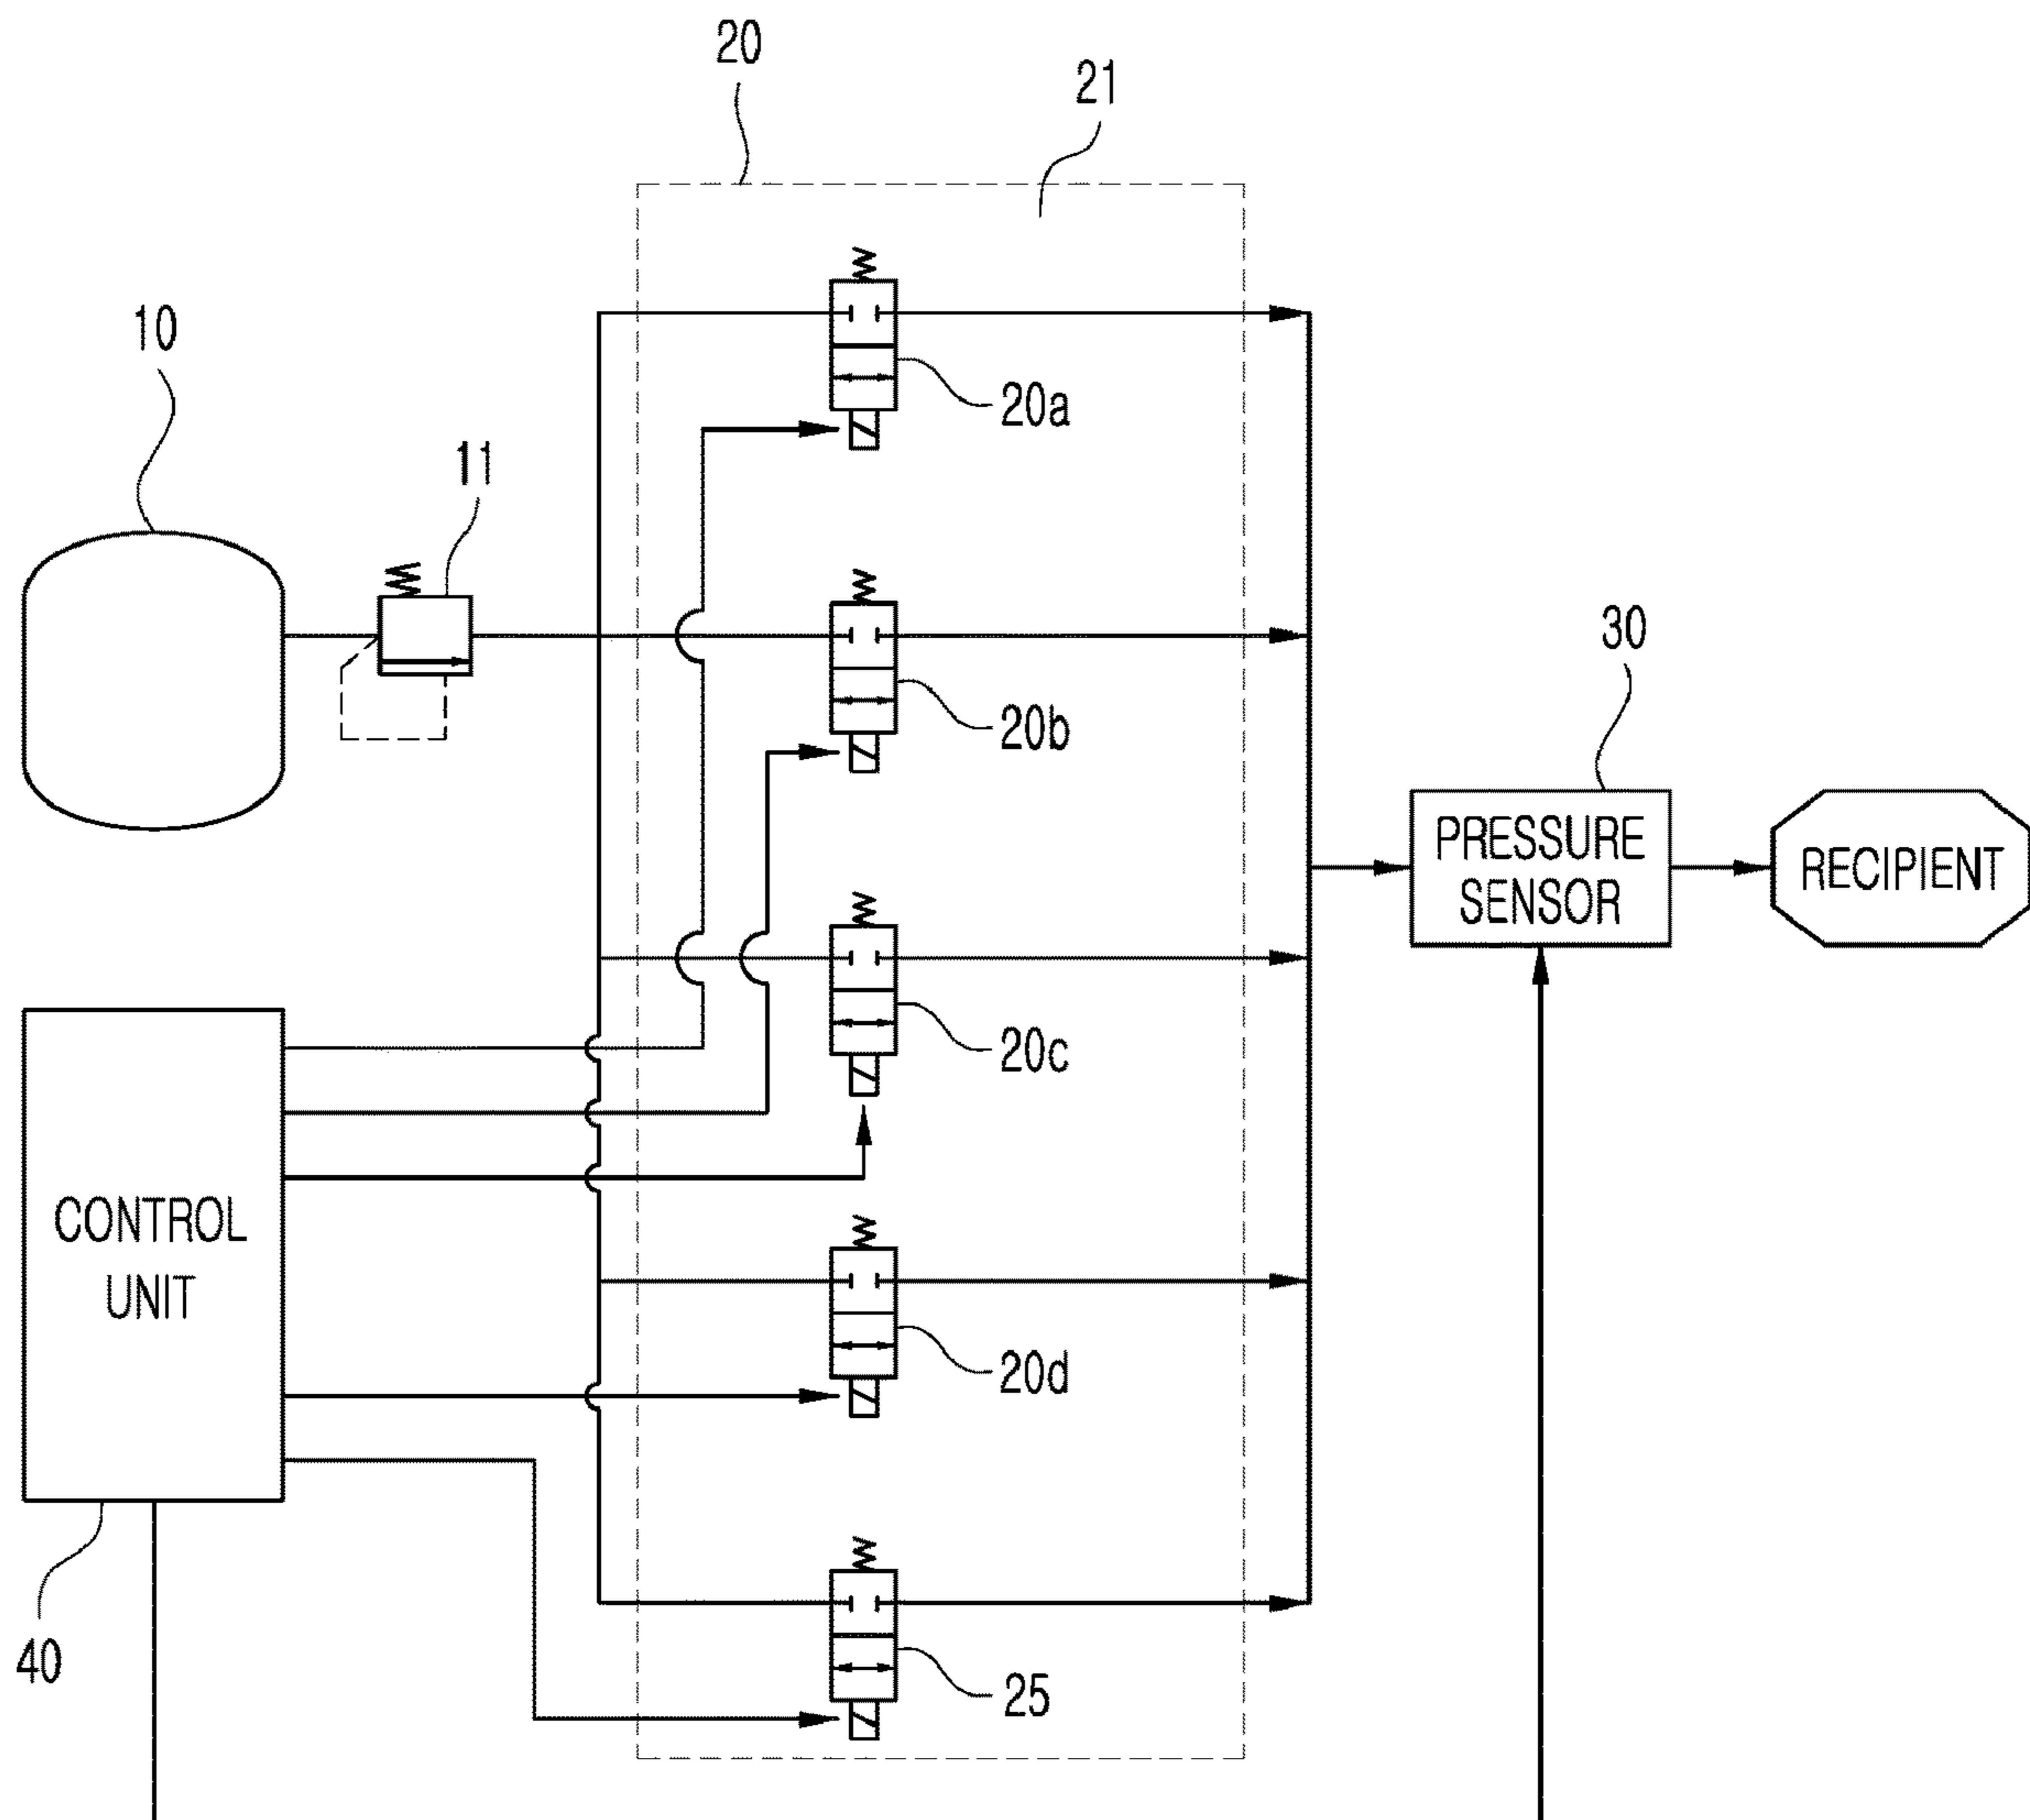 20
21
10
11
20a
20b
30
PRESSURE
SENSOR
RECIPIENT
20c
CONTROL
UNIT
20d
40
25